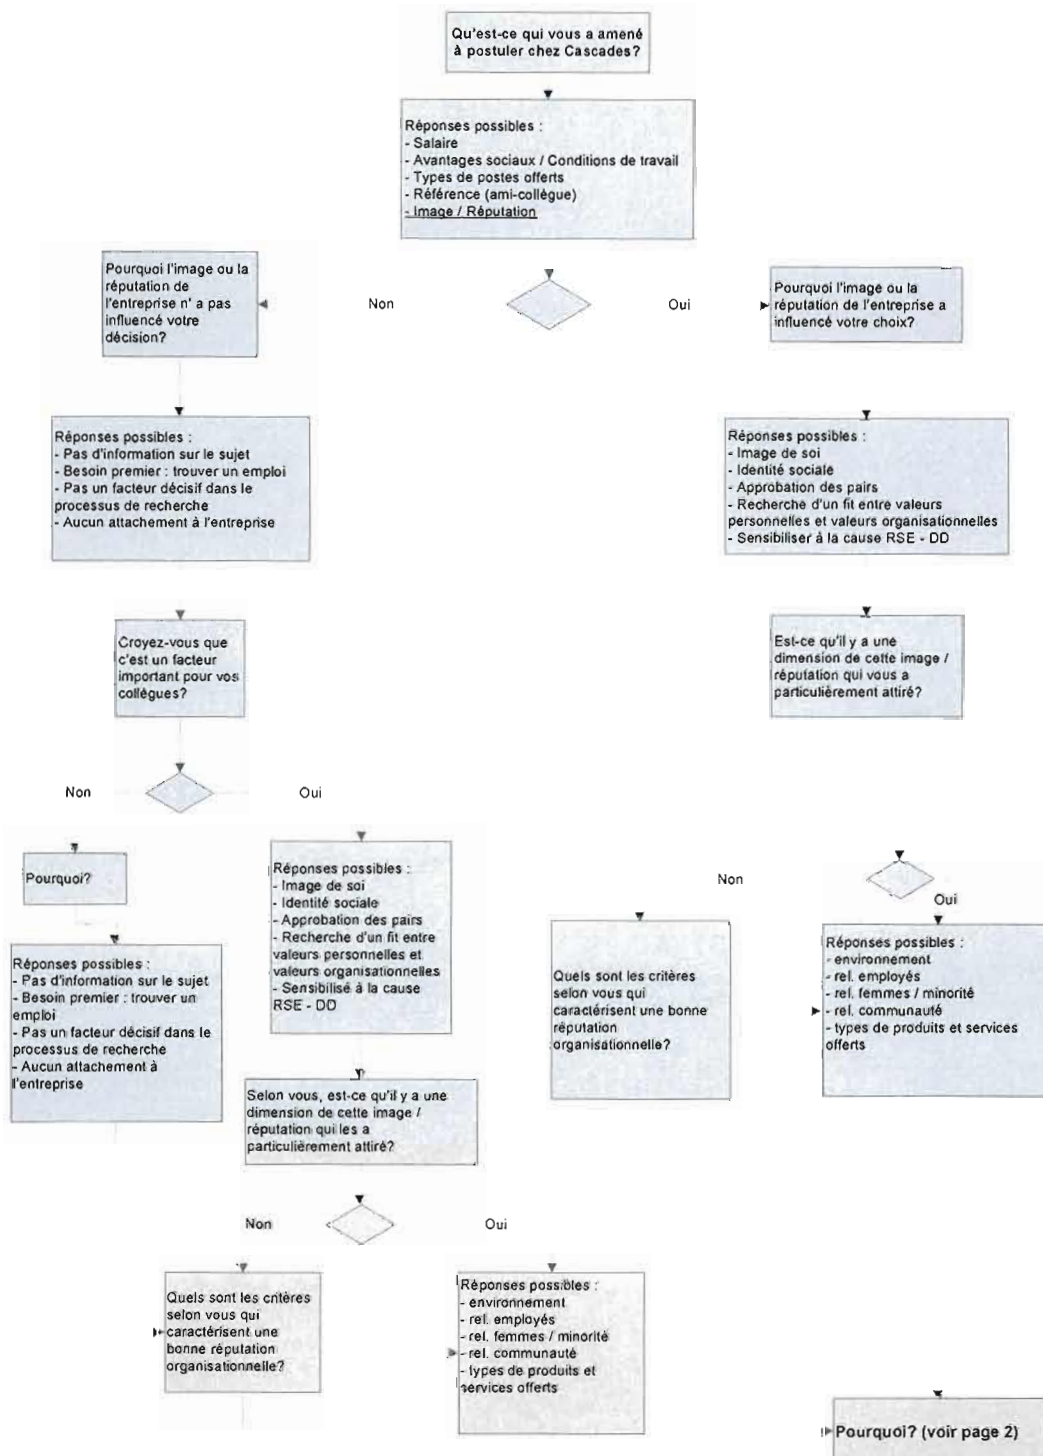 Qu'est-ce qui vous a amené
à postuler chez Cascades?
Réponses possibles :
- Salaire
- Avantages sociaux / Conditions de travail
- Types de postes offerts
- Référence (ami-collègue)
- Image / Réputation
Pourquoi l'image ou la
réputation de
l'entreprise n' a pas
influencé votre
décision?
Non
Oui
Pourquoi l'image ou la
réputation de l'entreprise a
influencé votre choix?
Réponses possibles :
- Pas d'information sur le sujet
- Besoin premier : trouver un emploi
- Pas un facteur décisif dans le
processus de recherche
- Aucun attachement à l'entreprise
Réponses possibles :
- Image de soi
- Identité sociale
- Approbation des pairs
- Recherche d'un fit entre valeurs
personnelles et valeurs organisationnelles
- Sensibiliser à la cause RSE - DD
Croyez-vous que
c'est un facteur
important pour vos
collègues?
Est-ce qu'il y a une
dimension de cette image /
réputation qui vous a
particulièrement attiré?
Non
Oui
Pourquoi?
Réponses possibles :
- Image de soi
- Identité sociale
- Approbation des pairs
- Recherche d'un fit entre
valeurs personnelles et
valeurs organisationnelles
- Sensibilisé à la cause
RSE - DD
Non
Oui
Réponses possibles :
- Pas d'information sur le sujet
- Besoin premier : trouver un
emploi
- Pas un facteur décisif dans le
processus de recherche
- Aucun attachement à
l'entreprise
Quels sont les critères
selon vous qui
caractérisent une bonne
réputation
organisationnelle?
Réponses possibles :
- environnement
- rel. employés
- rel. femmes / minorité
- rel. communauté
- types de produits et services
offerts
Selon vous, est-ce qu'il y a une
dimension de cette image /
réputation qui les a
particulièrement attiré?
Non
Oui
Quels sont les critères
selon vous qui
caractérisent une
bonne réputation
organisationnelle?
Réponses possibles :
- environnement
- rel. employés
- rel. femmes / minorité
- rel. communauté
- types de produits et
services offerts
Pourquoi? (voir page 2)